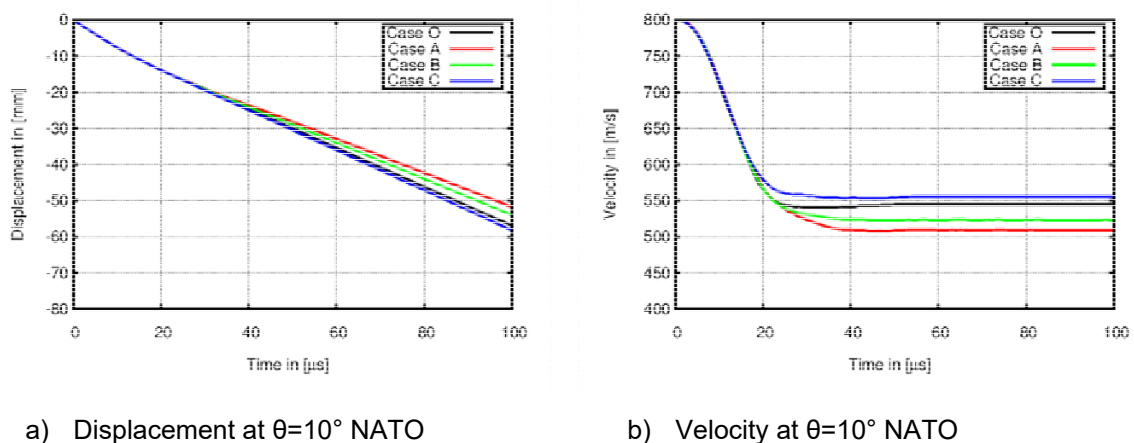 0
-10
-20
-30
-40
-50
-60
-70
-80
Displacement in [mm]
Case O
Case A
Case B
Case C
0 20 40 60 80 100
Time in [μs]
800
750
700
650
600
550
500
450
400
Velocity in [m/s]
Case O
Case A
Case B
Case C
0 20 40 60 80 100
Time in [μs]
a) Displacement at θ=10° NATO
b) Velocity at θ=10° NATO